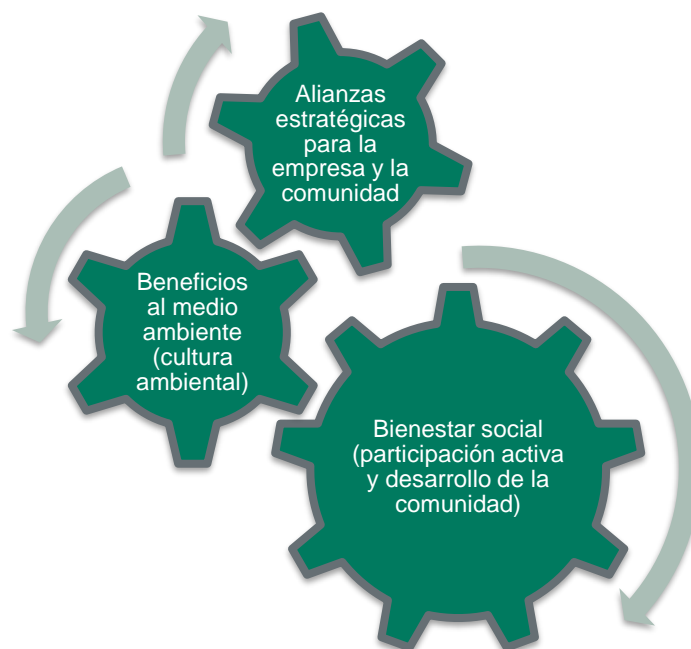 Alianzas
estratégicas
para la
empresa y la
comunidad
Beneficios
al medio
ambiente
(cultura
ambiental)
Bienestar social
(participación activa
y desarrollo de la
comunidad)